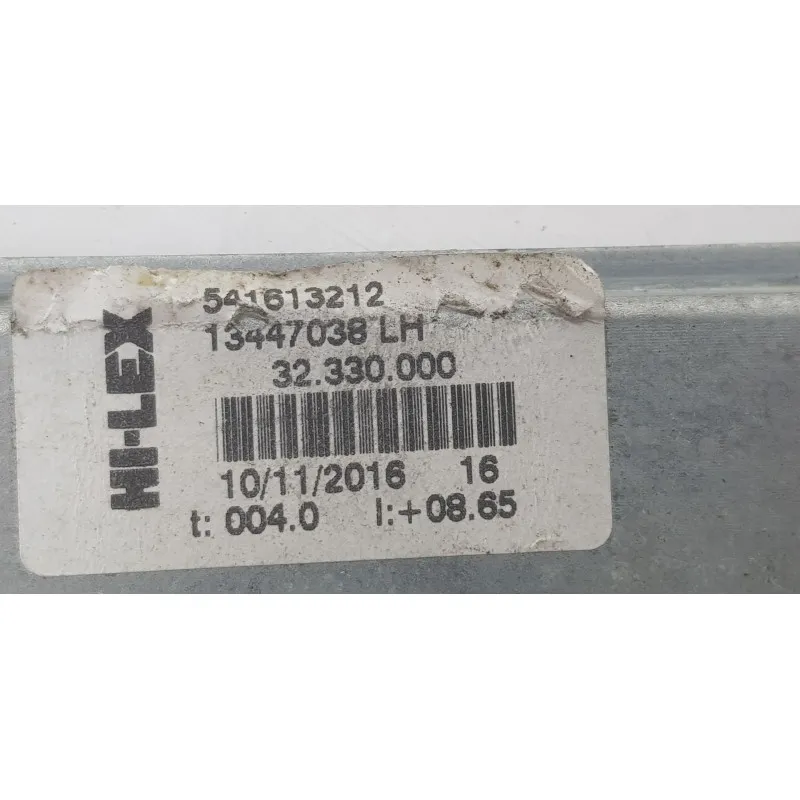 HI-LEX
541613212
13447038 LH
32.330.000
10/11/2016 16
t: 004.0 l:+08.65